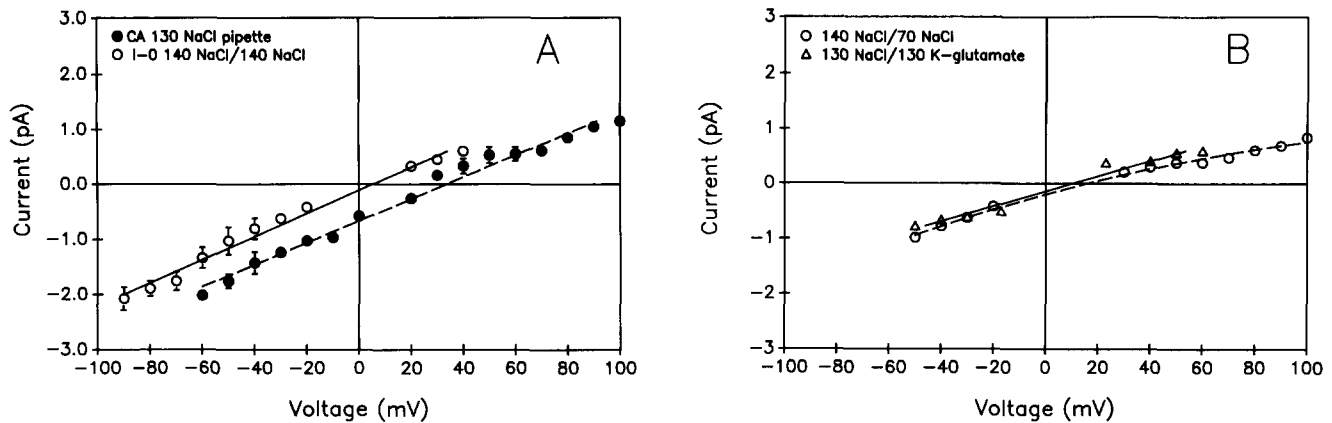 ● CA 130 NaCl pipette
○ I-O 140 NaCl/140 NaCl
A
3.0
2.0
1.0
0.0
-1.0
-2.0
-3.0
Current (pA)
-100 -80 -60 -40 -20 0 20 40 60 80 100
Voltage (mV)
○ 140 NaCl/70 NaCl
△ 130 NaCl/130 K-glutamate
B
3
2
1
0
-1
-2
-3
Current (pA)
-100 -80 -60 -40 -20 0 20 40 60 80 100
Voltage (mV)